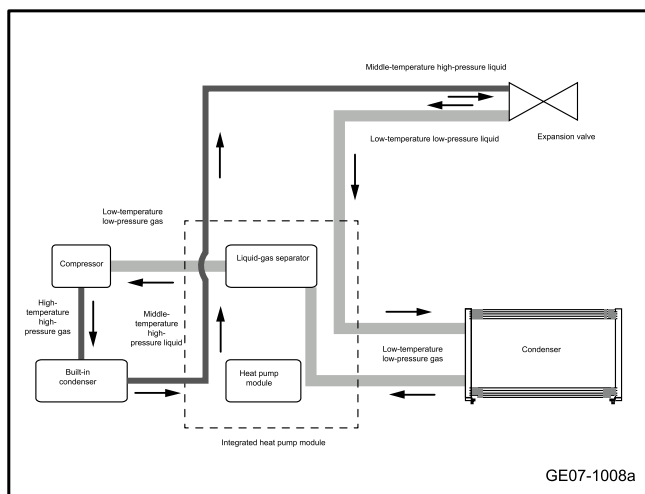 Middle-temperature high-pressure liquid
Expansion valve
Low-temperature low-pressure liquid
Low-temperature
low-pressure gas
Compressor
Liquid-gas separator
High-
temperature
high-
pressure gas
Middle-
temperature
high-
pressure liquid
Low-temperature
low-pressure gas
Condenser
Built-in
condenser
Heat pump
module
Integrated heat pump module
GE07-1008a